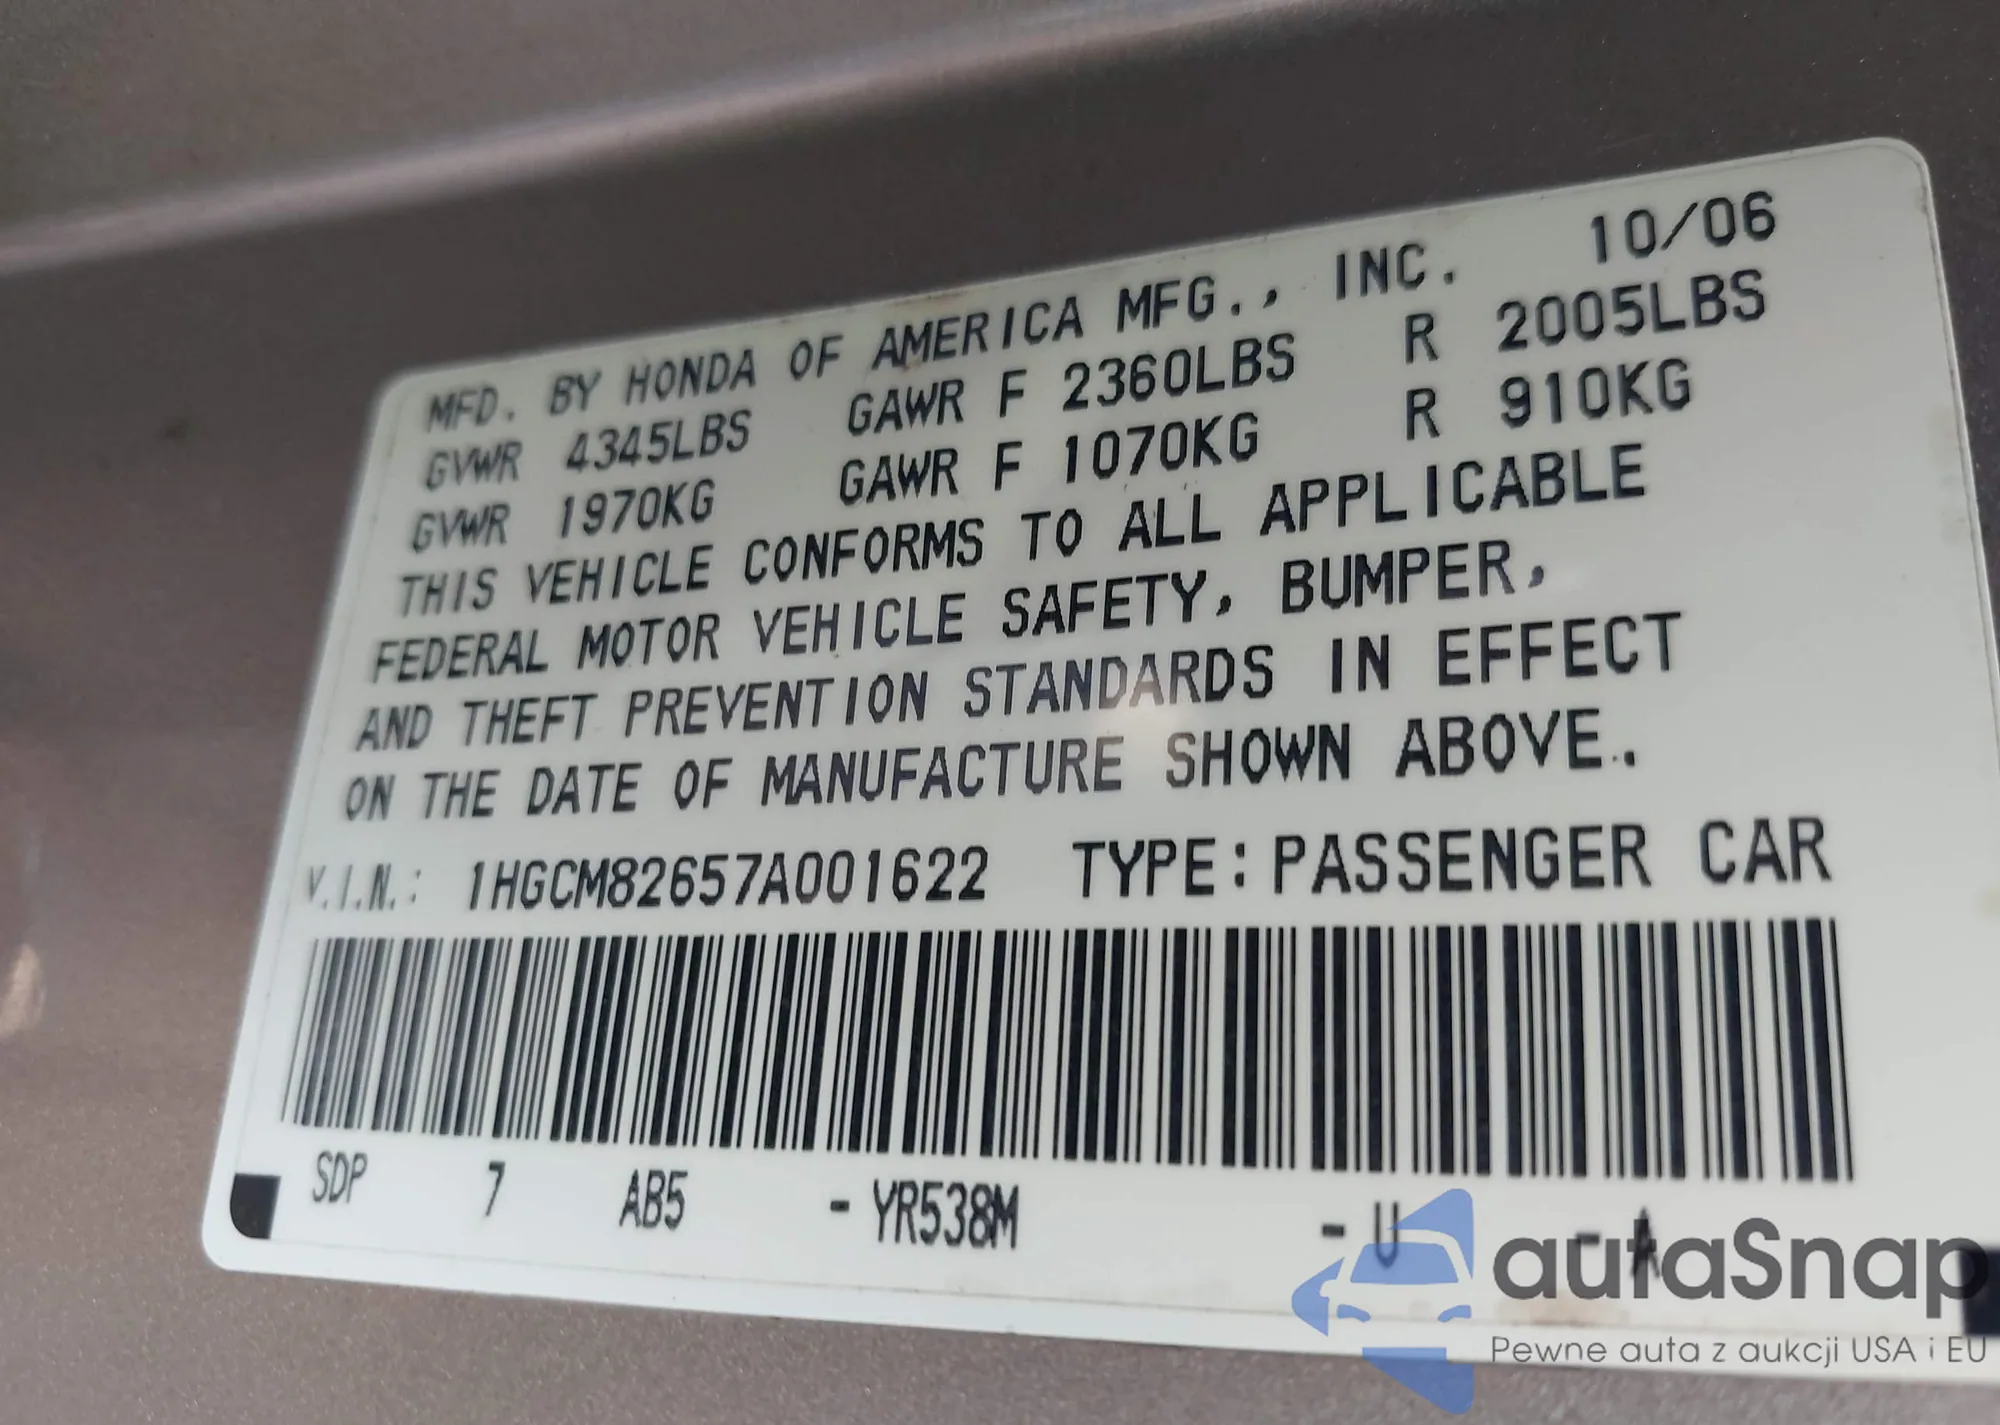 MFD. BY HONDA OF AMERICA MFG., INC. 10/06
GVWR 4345LBS GAWR F 2360LBS R 2005LBS
GVWR 1970KG GAWR F 1070KG R 910KG
THIS VEHICLE CONFORMS TO ALL APPLICABLE
FEDERAL MOTOR VEHICLE SAFETY, BUMPER,
AND THEFT PREVENTION STANDARDS IN EFFECT
ON THE DATE OF MANUFACTURE SHOWN ABOVE.
V.I.N.: 1HGCM82657A001622 TYPE:PASSENGER CAR
SDP 7 AB5 - YR538M - U - A
autaSnap
Pewne auta z aukcji USA i EU